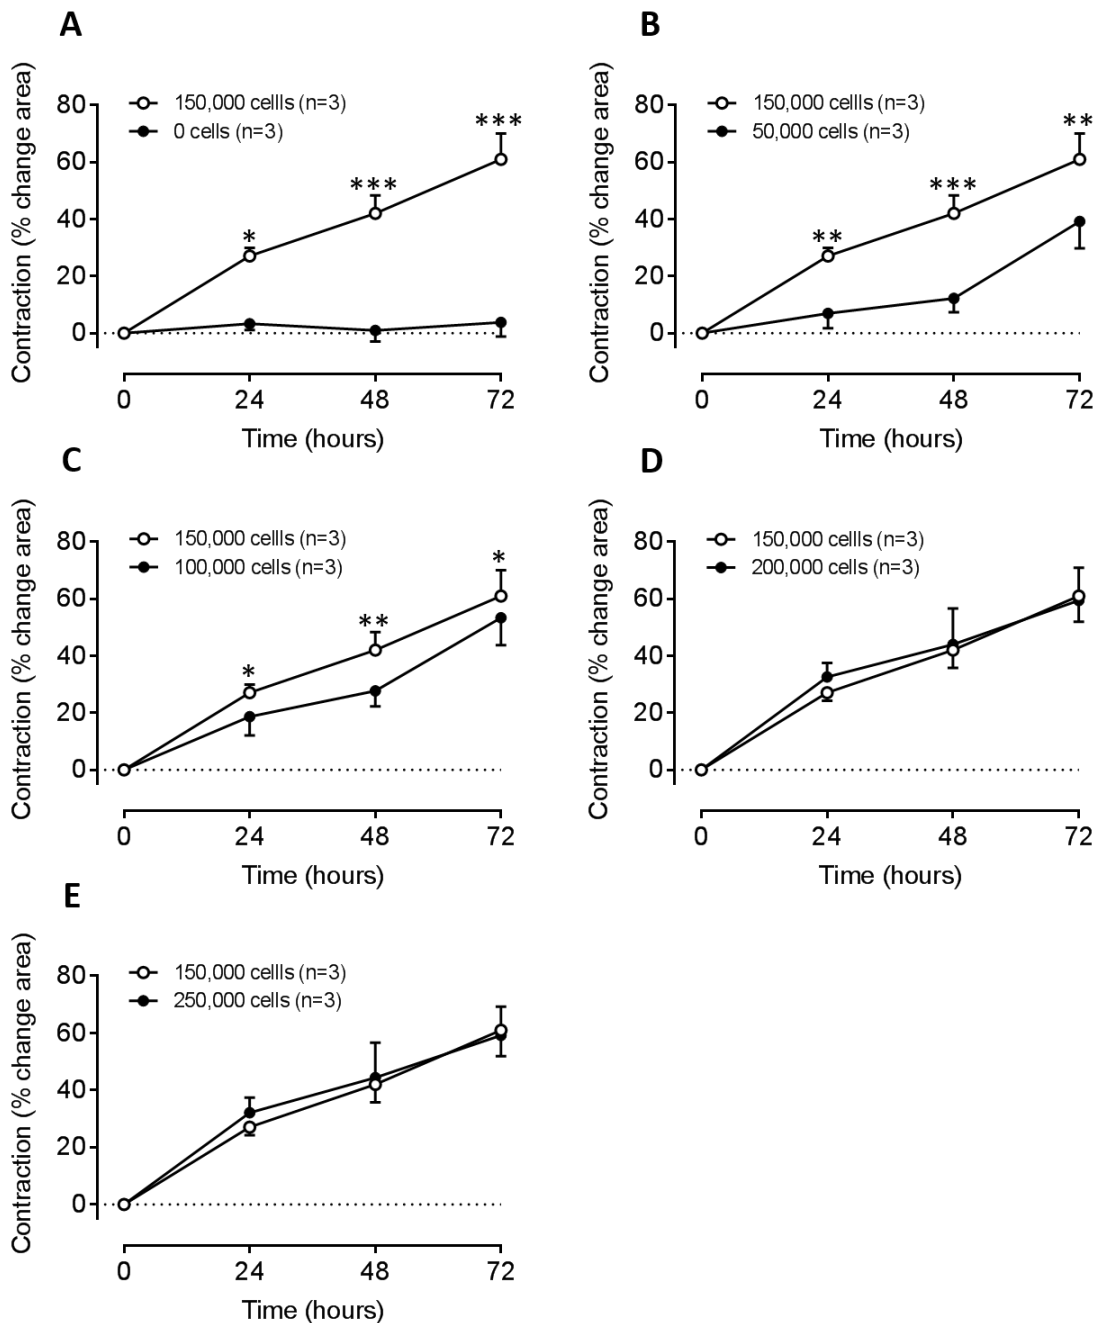 A
Contraction (% change area)
80
60
40
20
0
150,000 cellls (n=3)
0 cells (n=3)
*
***
***
0 24 48 72
Time (hours)
B
Contraction (% change area)
80
60
40
20
0
150,000 cellls (n=3)
50,000 cells (n=3)
**
***
**
0 24 48 72
Time (hours)
C
Contraction (% change area)
80
60
40
20
0
150,000 cellls (n=3)
100,000 cells (n=3)
*
**
*
0 24 48 72
Time (hours)
D
Contraction (% change area)
80
60
40
20
0
150,000 cellls (n=3)
200,000 cells (n=3)
0 24 48 72
Time (hours)
E
Contraction (% change area)
80
60
40
20
0
150,000 cellls (n=3)
250,000 cells (n=3)
0 24 48 72
Time (hours)